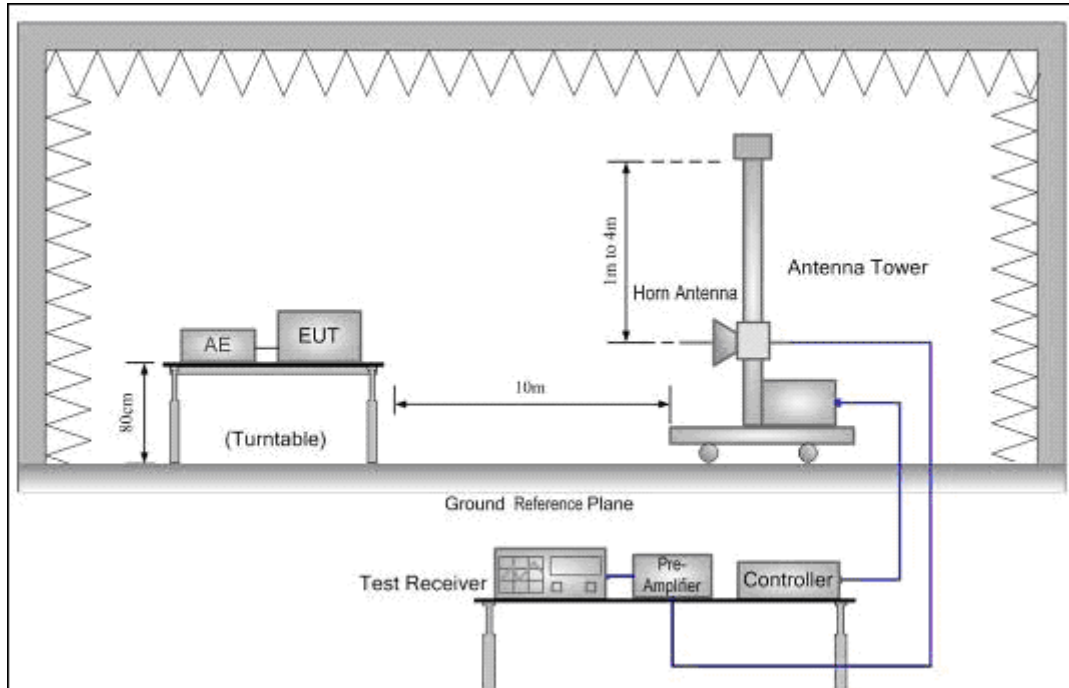 1m to 4m
Antenna Tower
Horn Antenna
AE
EUT
10m
80cm
(Turntable)
Ground Reference Plane
Test Receiver
Pre-
Amplifier
Controller